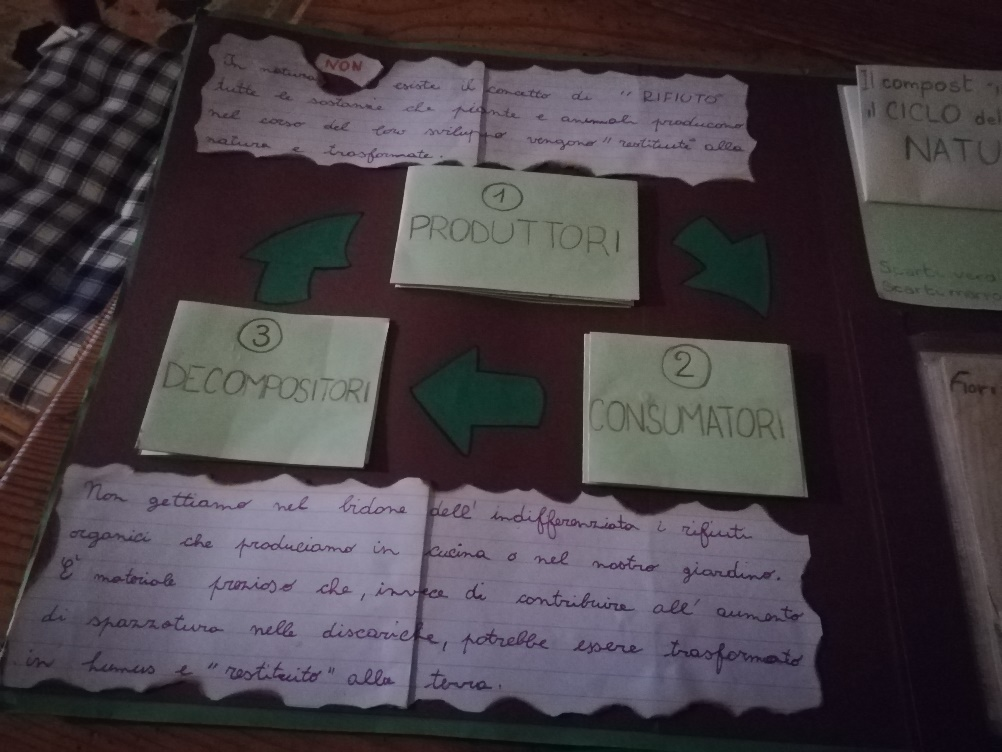 In natura NON esiste il concetto di " RIFIUTO"
tutte le sostanze che piante e animali producono
nel corso del loro sviluppo vengono "restituite" alla
natura e trasformate.
1
PRODUTTORI
3
DECOMPOSITORI
2
CONSUMATORI
Non gettiamo nel bidone dell' indifferenziata i rifiuti
organici che produciamo in cucina o nel nostro giardino.
E' materiale prezioso che, invece di contribuire all' aumento
di spazzatura nelle discariche, potrebbe essere trasformato
in humus e "restituito" alla terra.
Il compost
il CICLO
NATU
Scarti
Scarti
Fiori